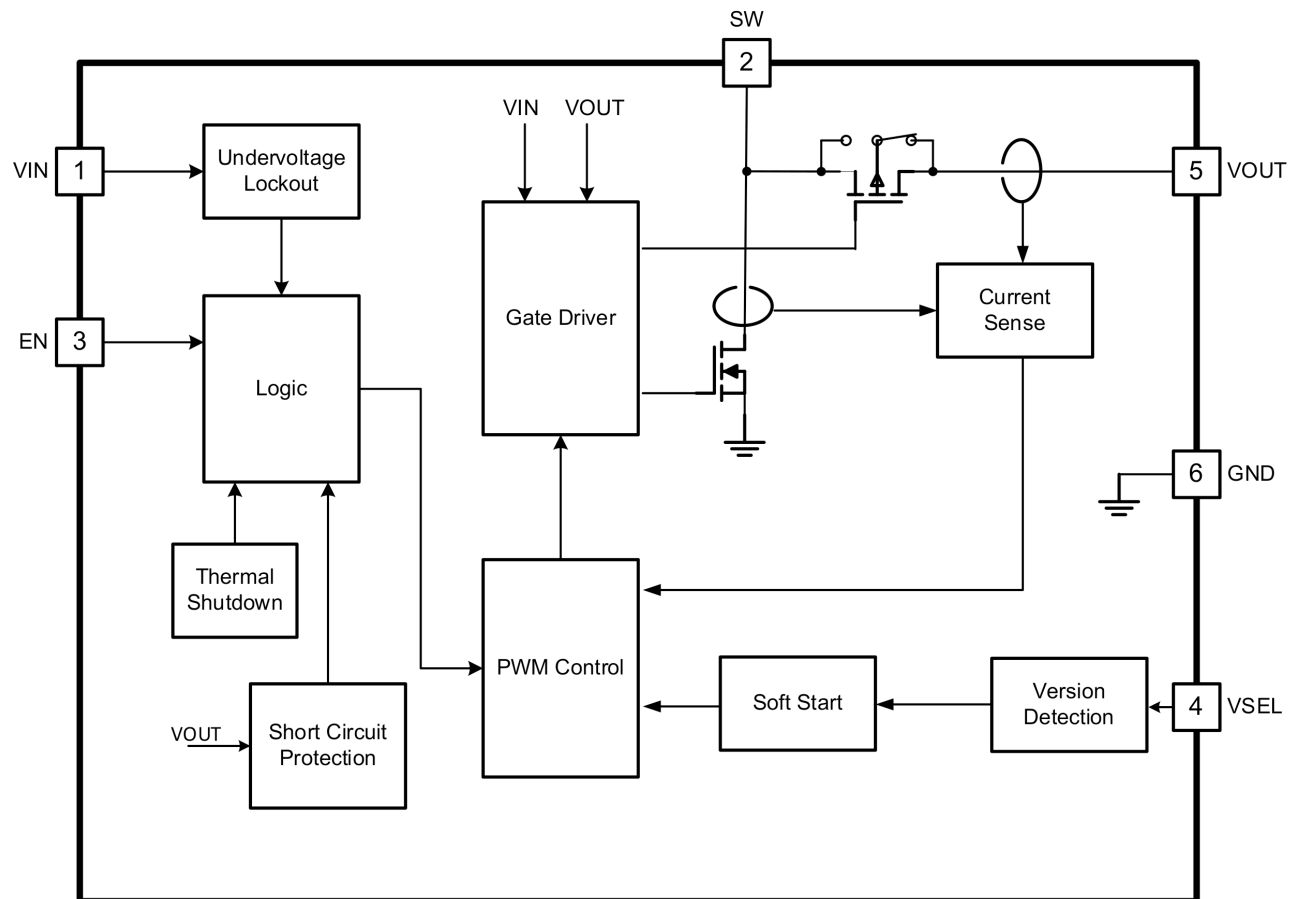 SW
2
VIN VOUT
VIN
1
Undervoltage
Lockout
5
VOUT
Gate Driver
Current
Sense
EN
3
Logic
6
GND
Thermal
Shutdown
PWM Control
Soft Start
Version
Detection
4
VSEL
VOUT
Short Circuit
Protection